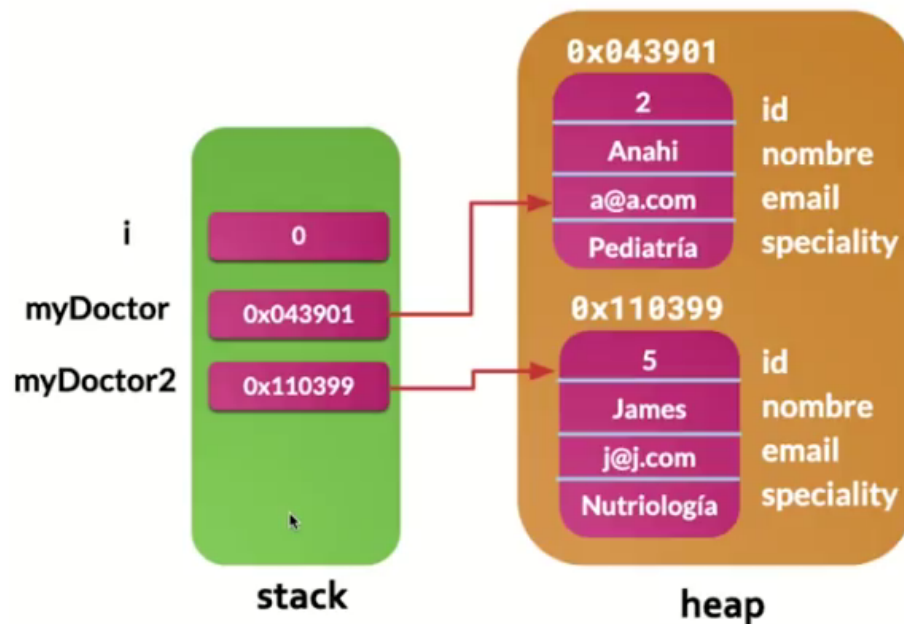 0x043901
2 id
Anahi nombre
a@a.com email
Pediatría speciality
i 0
myDoctor 0x043901
myDoctor2 0x110399
0x110399
5 id
James nombre
j@j.com email
Nutriología speciality
stack
heap